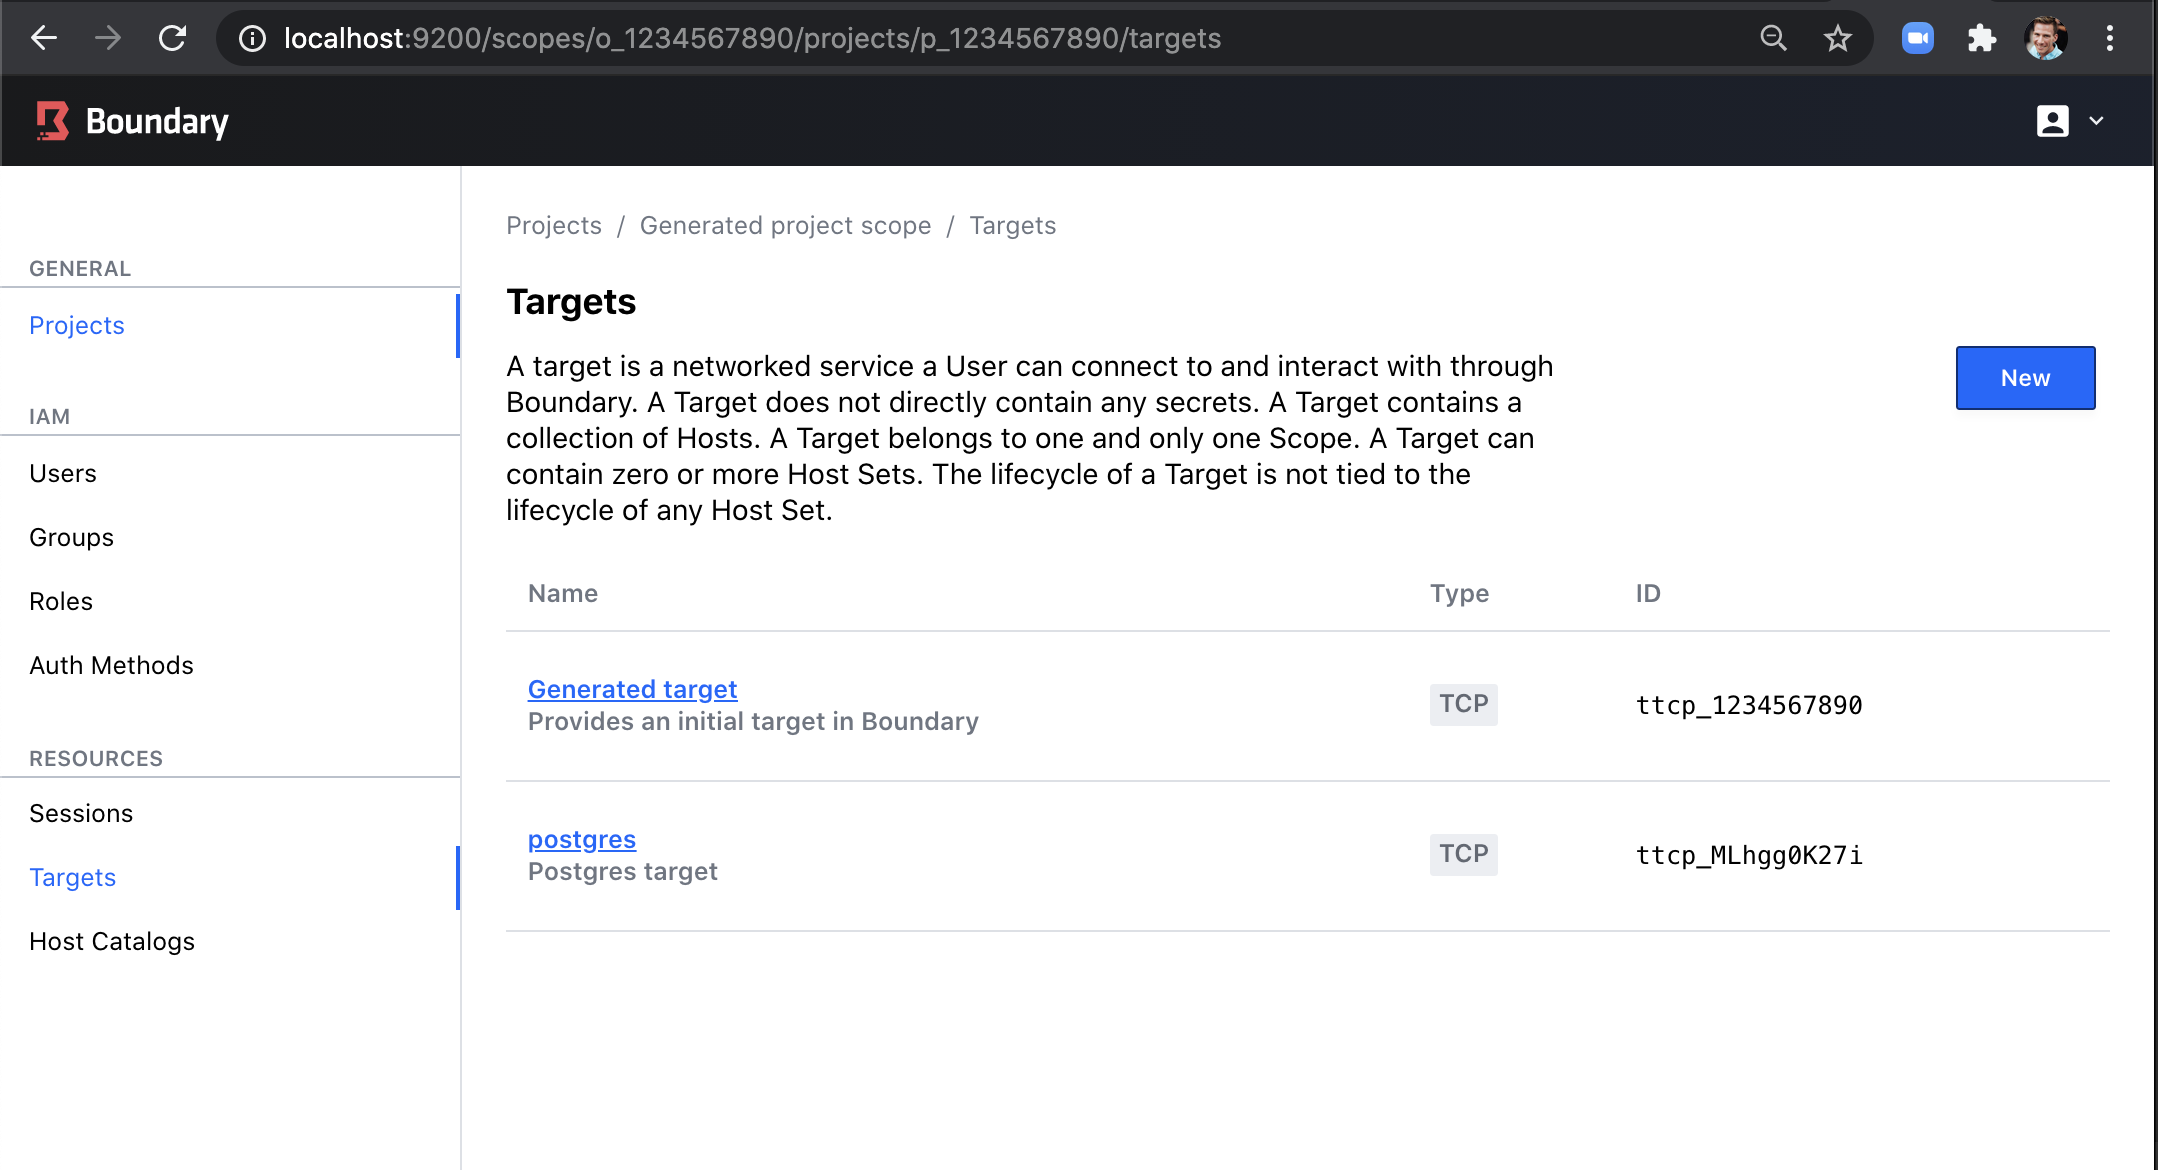 localhost:9200/scopes/o_1234567890/projects/p_1234567890/targets
Boundary
GENERAL
Projects
IAM
Users
Groups
Roles
Auth Methods
RESOURCES
Sessions
Targets
Host Catalogs
Projects / Generated project scope / Targets
Targets
A target is a networked service a User can connect to and interact with through
Boundary. A Target does not directly contain any secrets. A Target contains a
collection of Hosts. A Target belongs to one and only one Scope. A Target can
contain zero or more Host Sets. The lifecycle of a Target is not tied to the
lifecycle of any Host Set.
New
Name Type ID
Generated target
Provides an initial target in Boundary
TCP
ttcp_1234567890
postgres
Postgres target
TCP
ttcp_MLhgg0K27i